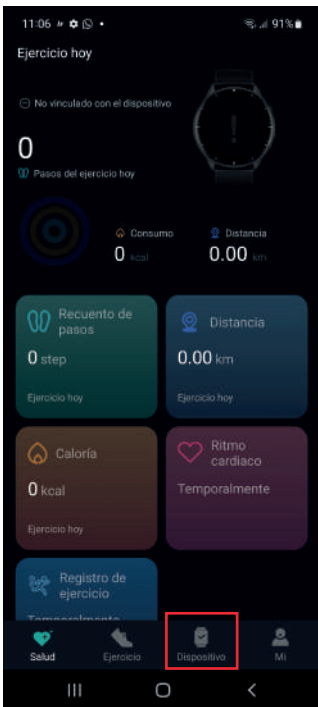 11:06
91%
Ejercicio hoy
No vinculado con el dispositivo
0
Pasos del ejercicio hoy
Consumo
Distancia
0 kcal
0.00 km
Recuento de
pasos
0 step
Ejercicio hoy
Distancia
0.00 km
Ejercicio hoy
Caloría
0 kcal
Ejercicio hoy
Ritmo
cardiaco
Temporalmente
Registro de
ejercicio
Temporalmente
Salud
Ejercicio
Dispositivo
Mi